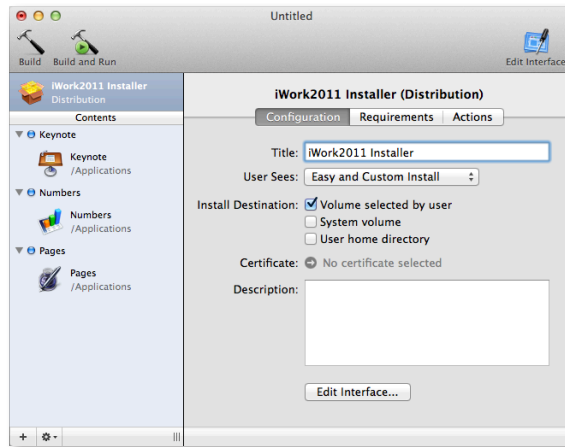 Untitled
Build
Build and Run
Edit Interface
iWork2011 Installer
Distribution
Contents
Keynote
Keynote
/Applications
Numbers
Numbers
/Applications
Pages
Pages
/Applications
iWork2011 Installer (Distribution)
Configuration Requirements Actions
Title: iWork2011 Installer
User Sees: Easy and Custom Install
Install Destination: Volume selected by user
System volume
User home directory
Certificate: No certificate selected
Description:
Edit Interface...